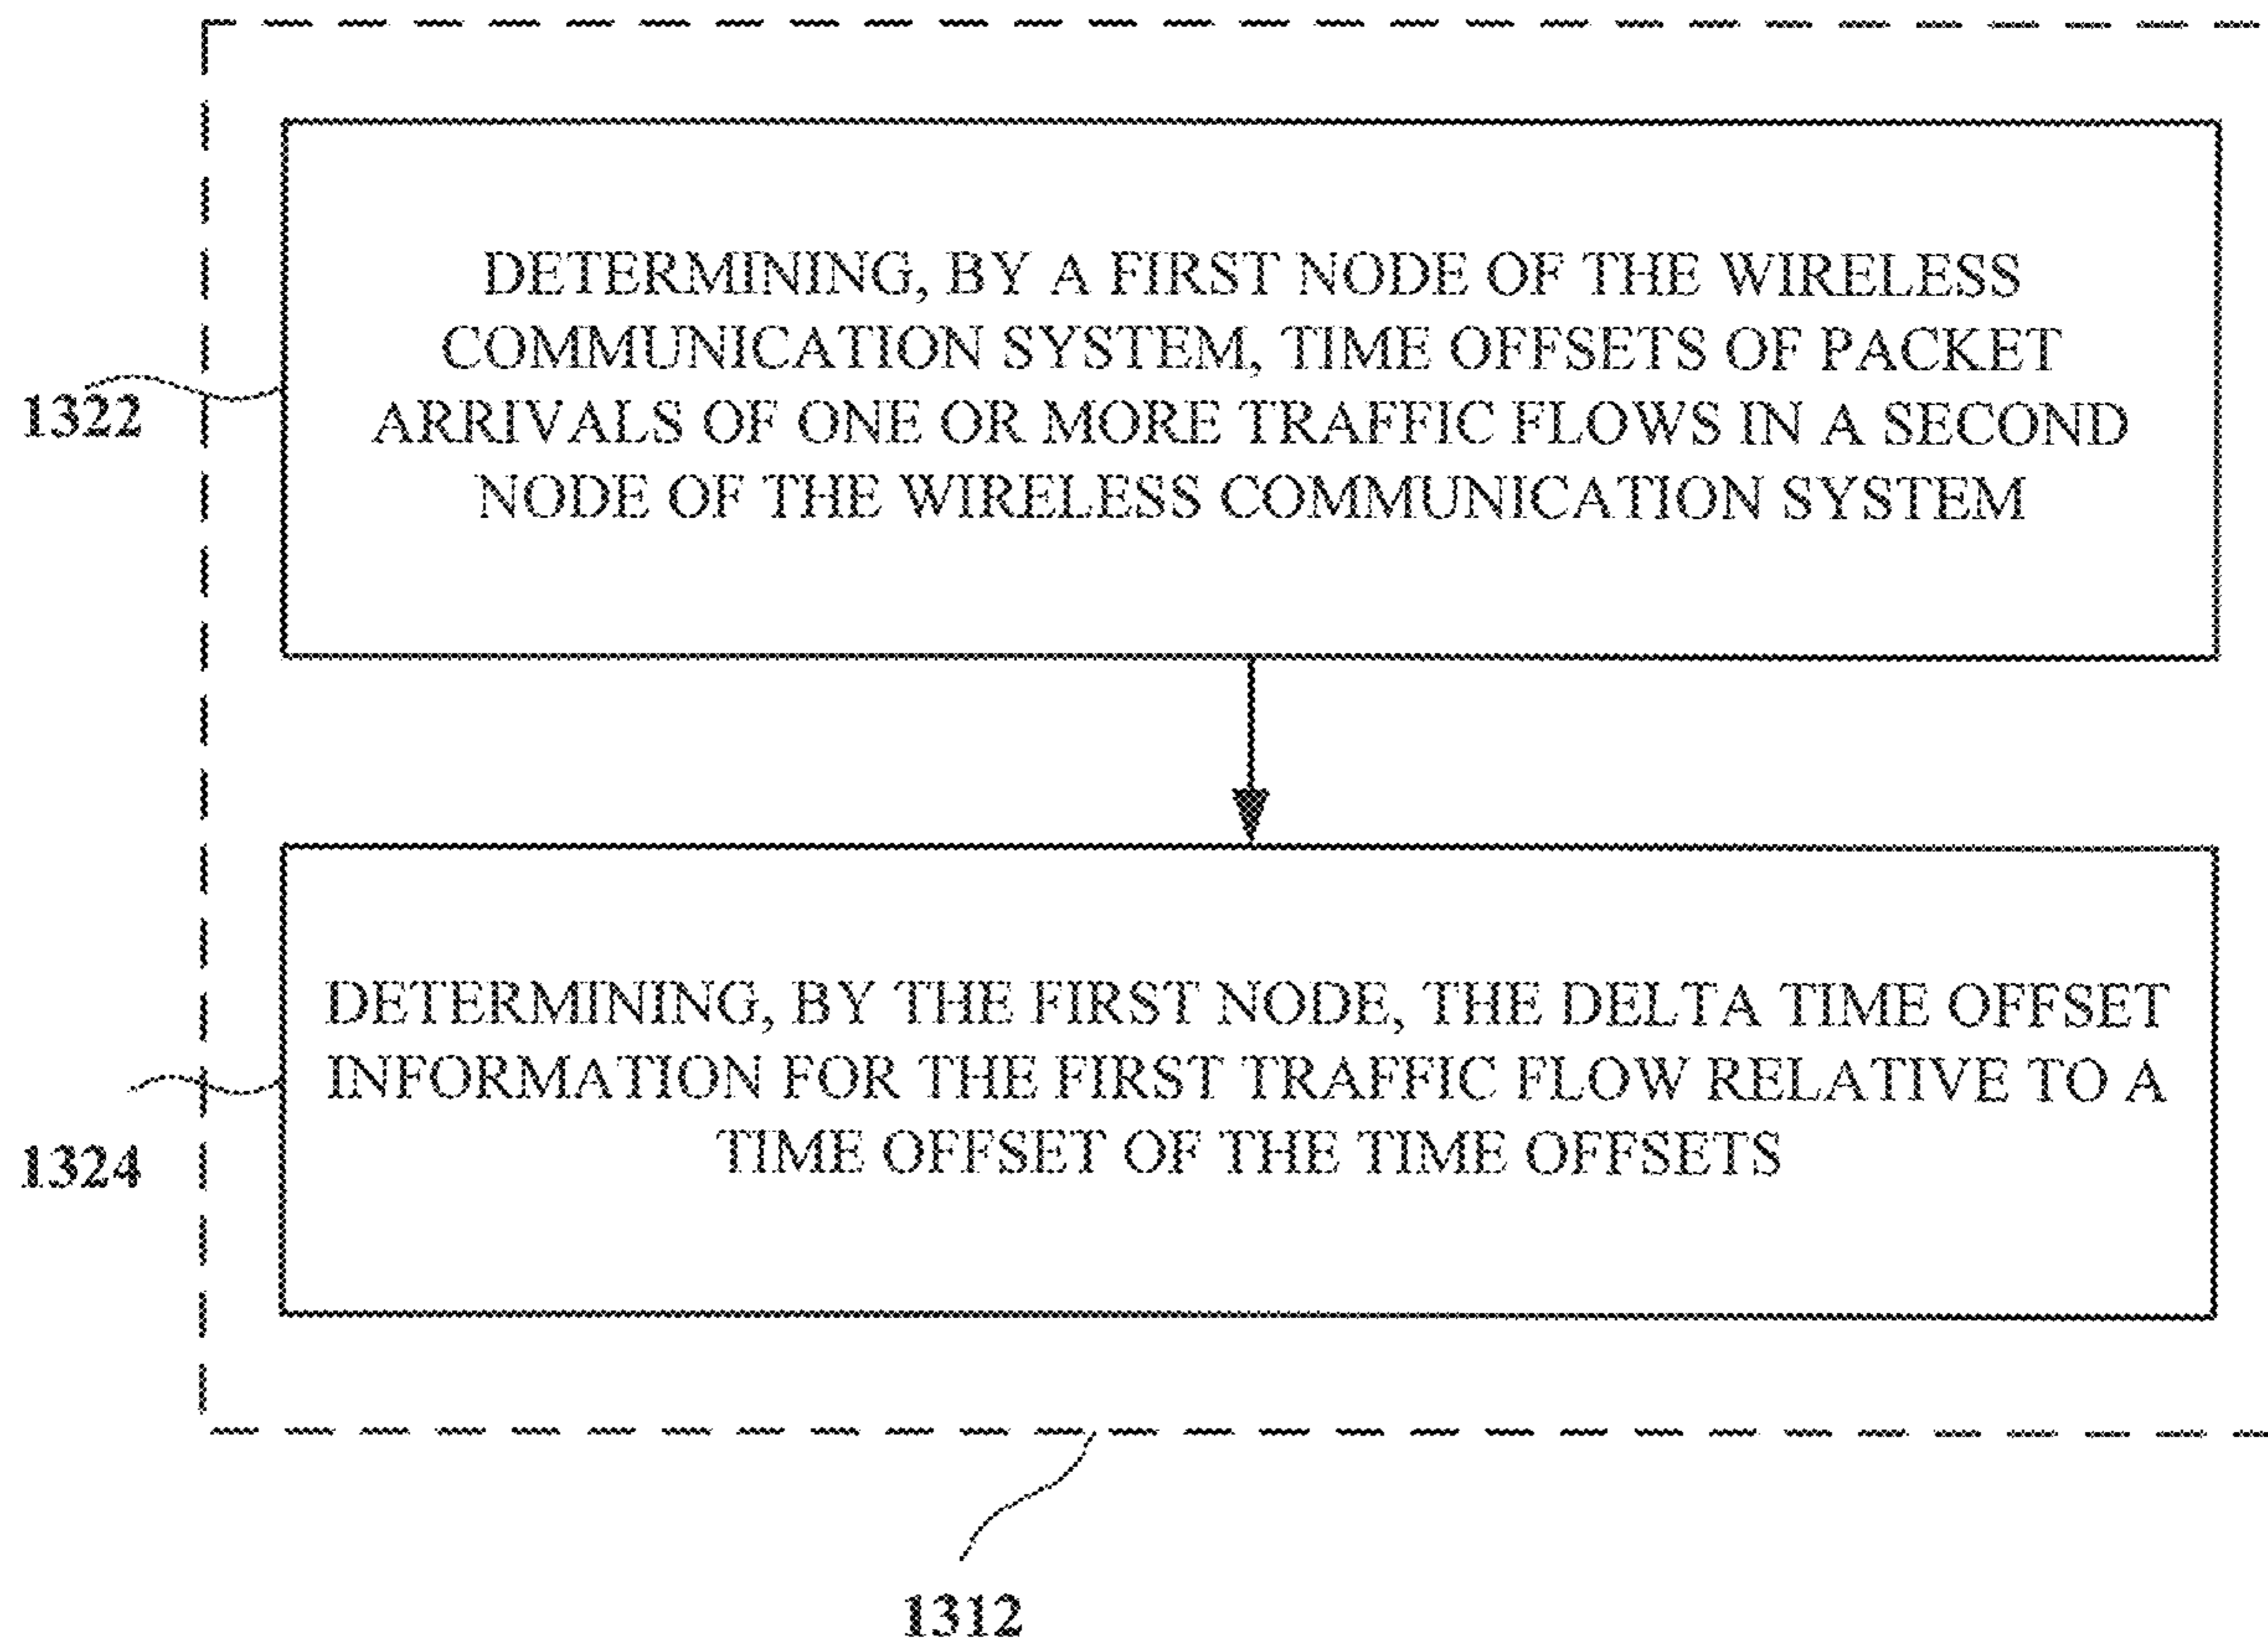 DETERMINING, BY A FIRST NODE OF THE WIRELESS
COMMUNICATION SYSTEM, TIME OFFSETS OF PACKET
ARRIVALS OF ONE OR MORE TRAFFIC FLOWS IN A SECOND
NODE OF THE WIRELESS COMMUNICATION SYSTEM
1322
DETERMINING, BY THE FIRST NODE, THE DELTA TIME OFFSET
INFORMATION FOR THE FIRST TRAFFIC FLOW RELATIVE TO A
TIME OFFSET OF THE TIME OFFSETS
1324
1312